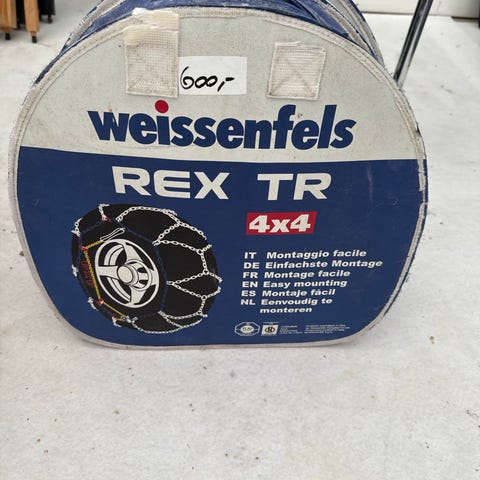 600,-
weissenfels
REX TR
4x4
IT Montaggio facile
DE Einfachste Montage
FR Montage facile
EN Easy mounting
ES Montaje fácil
NL Eenvoudig te
monteren